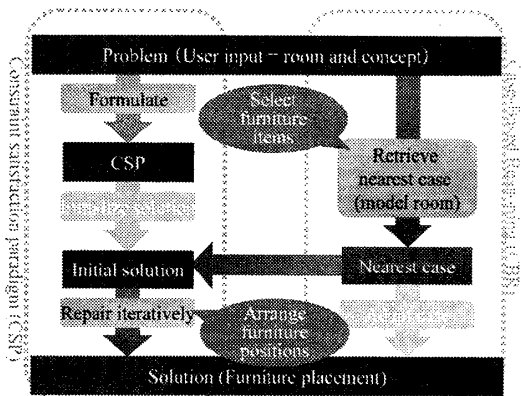 Problem (User input – room and concept)
Formulate
Select
furniture
items
CSP
Retrieve
nearest case
(model room)
Initial solution
Nearest case
Repair iteratively
Arrange
furniture
positions
Solution (Furniture placement)
Constraint satisfaction paradigm (CSP)